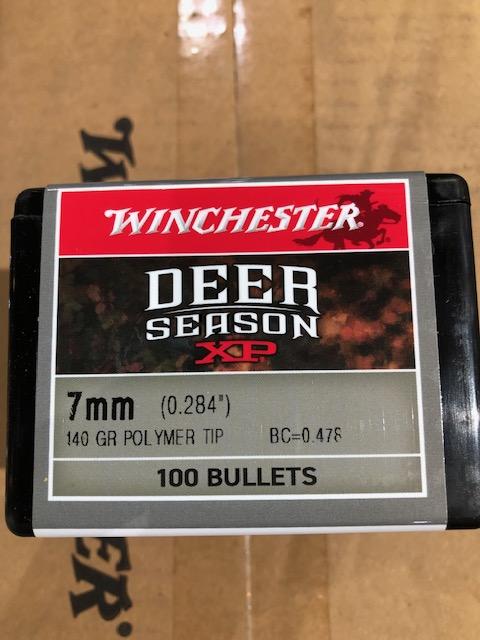 WINCHESTER
DEER
SEASON
XP
7mm (0.284")
140 GR POLYMER TIP BC=0.478
100 BULLETS